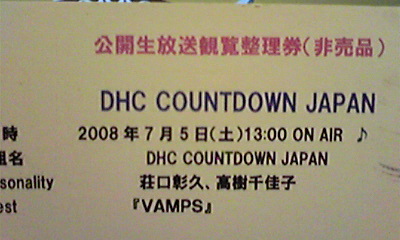 公開生放送観覧整理券(非売品)
DHC COUNTDOWN JAPAN
時 2008年7月5日(土)13:00 ON AIR ♪
組名 DHC COUNTDOWN JAPAN
sonality 荘口彰久、高樹千佳子
est 『VAMPS』